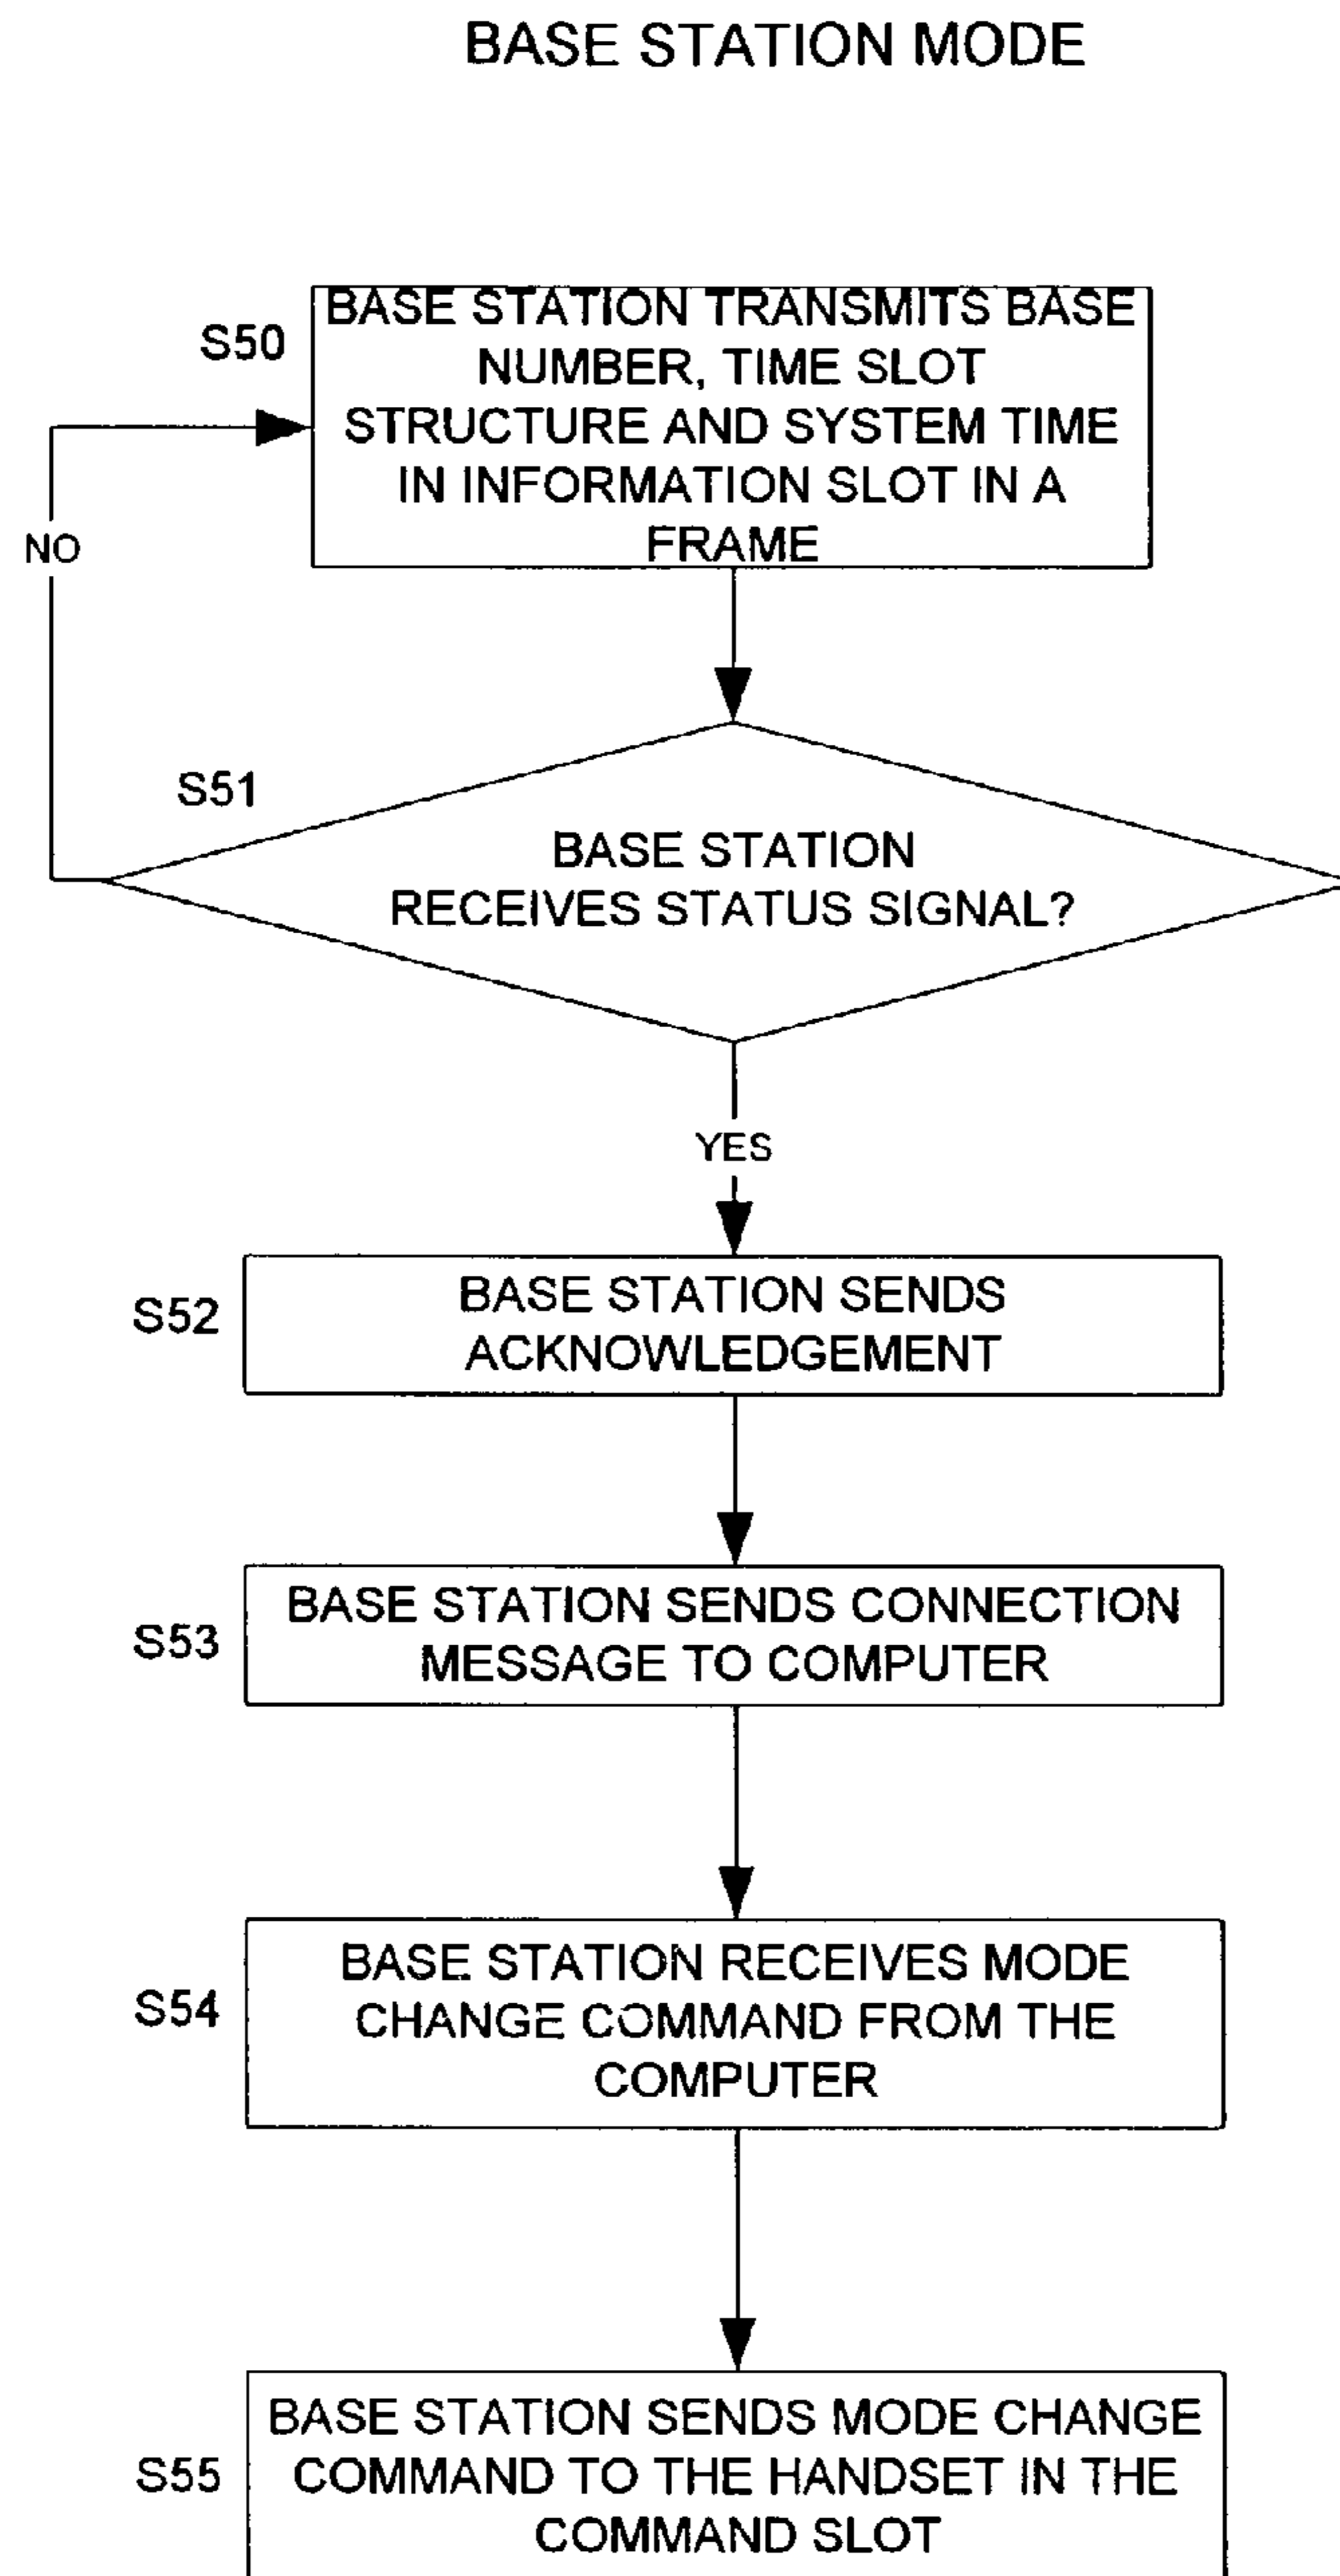 BASE STATION MODE
S50
BASE STATION TRANSMITS BASE
NUMBER, TIME SLOT
STRUCTURE AND SYSTEM TIME
IN INFORMATION SLOT IN A
FRAME
NO
S51
BASE STATION
RECEIVES STATUS SIGNAL?
YES
S52
BASE STATION SENDS
ACKNOWLEDGEMENT
S53
BASE STATION SENDS CONNECTION
MESSAGE TO COMPUTER
S54
BASE STATION RECEIVES MODE
CHANGE COMMAND FROM THE
COMPUTER
S55
BASE STATION SENDS MODE CHANGE
COMMAND TO THE HANDSET IN THE
COMMAND SLOT